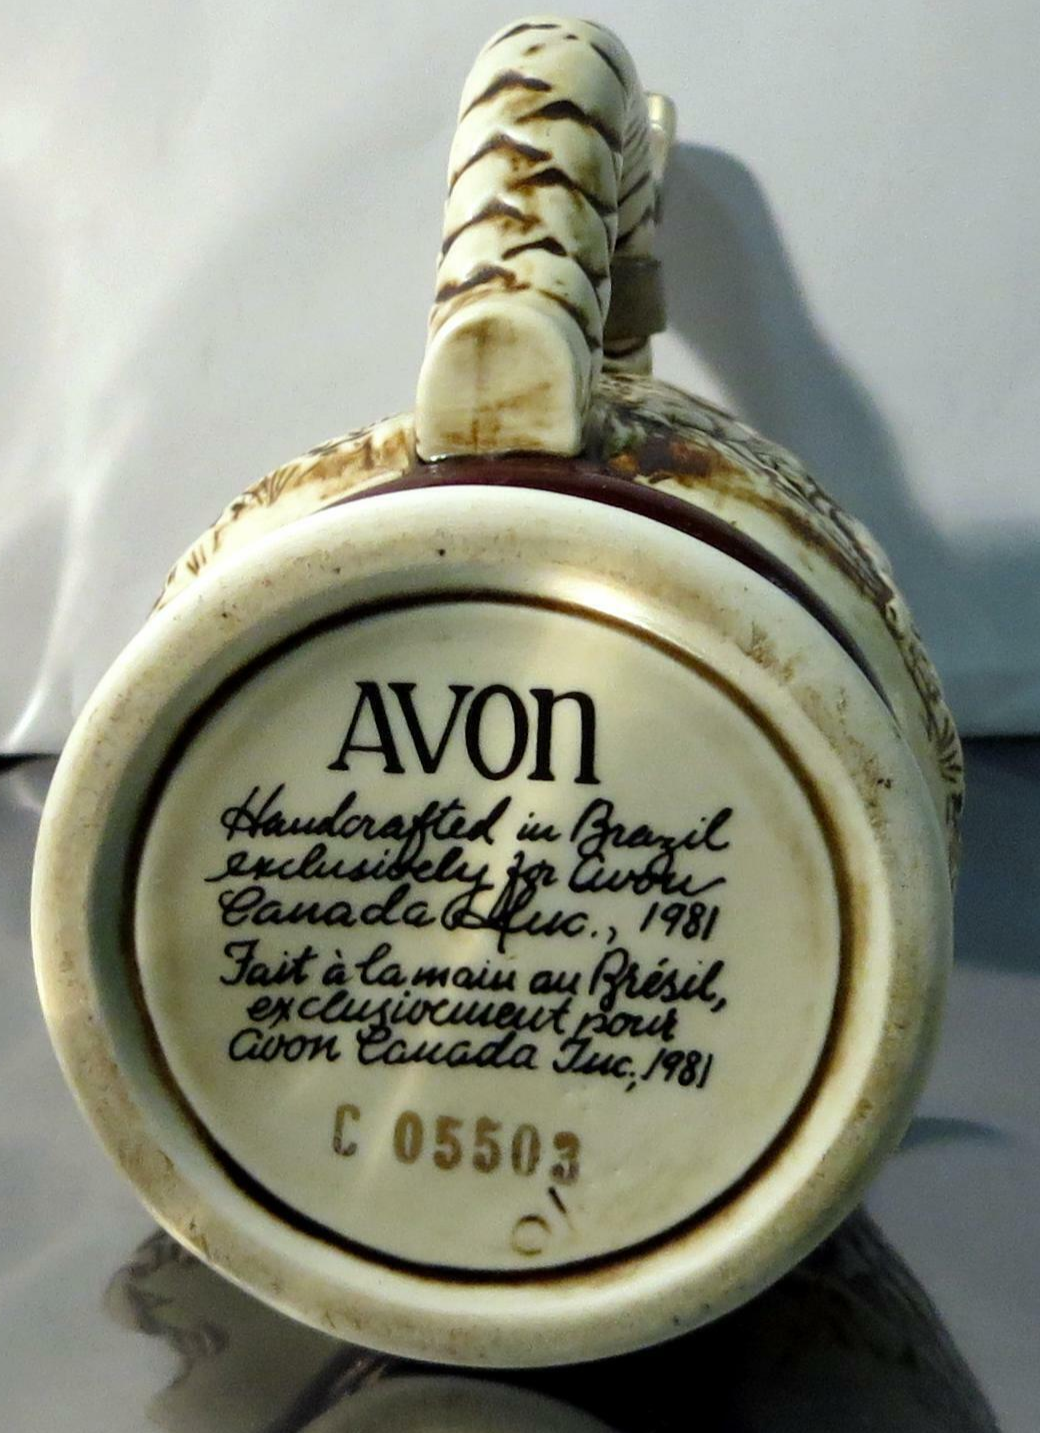 AVON
Handcrafted in Brazil
exclusively for Avon
Canada Inc., 1981
Fait à la main au Brésil,
exclusivement pour
Avon Canada Inc., 1981
C 05503